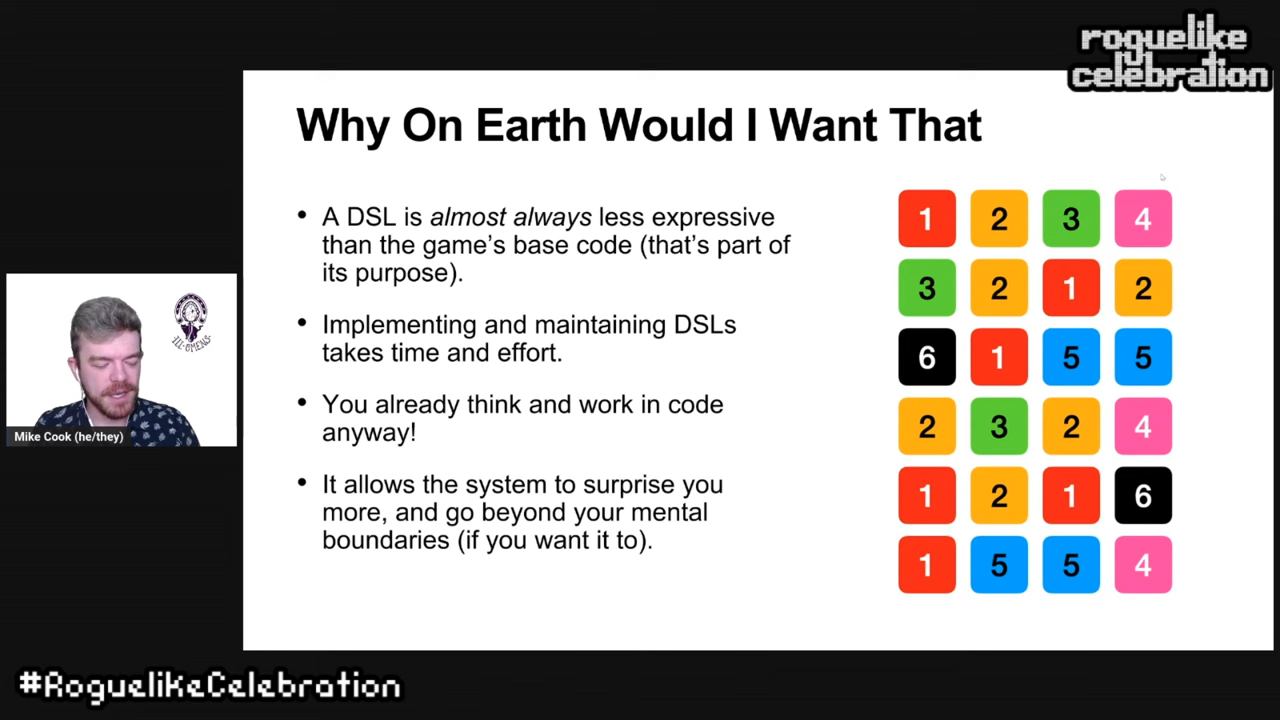 roguelike
celebration
Why On Earth Would I Want That
• A DSL is almost always less expressive
than the game's base code (that's part of
its purpose).
• Implementing and maintaining DSLs
takes time and effort.
• You already think and work in code
anyway!
• It allows the system to surprise you
more, and go beyond your mental
boundaries (if you want it to).
1 2 3 4
3 2 1 2
6 1 5 5
2 3 2 4
1 2 1 6
1 5 5 4
ILL-OMENS
Mike Cook (he/they)
#RoguelikeCelebration